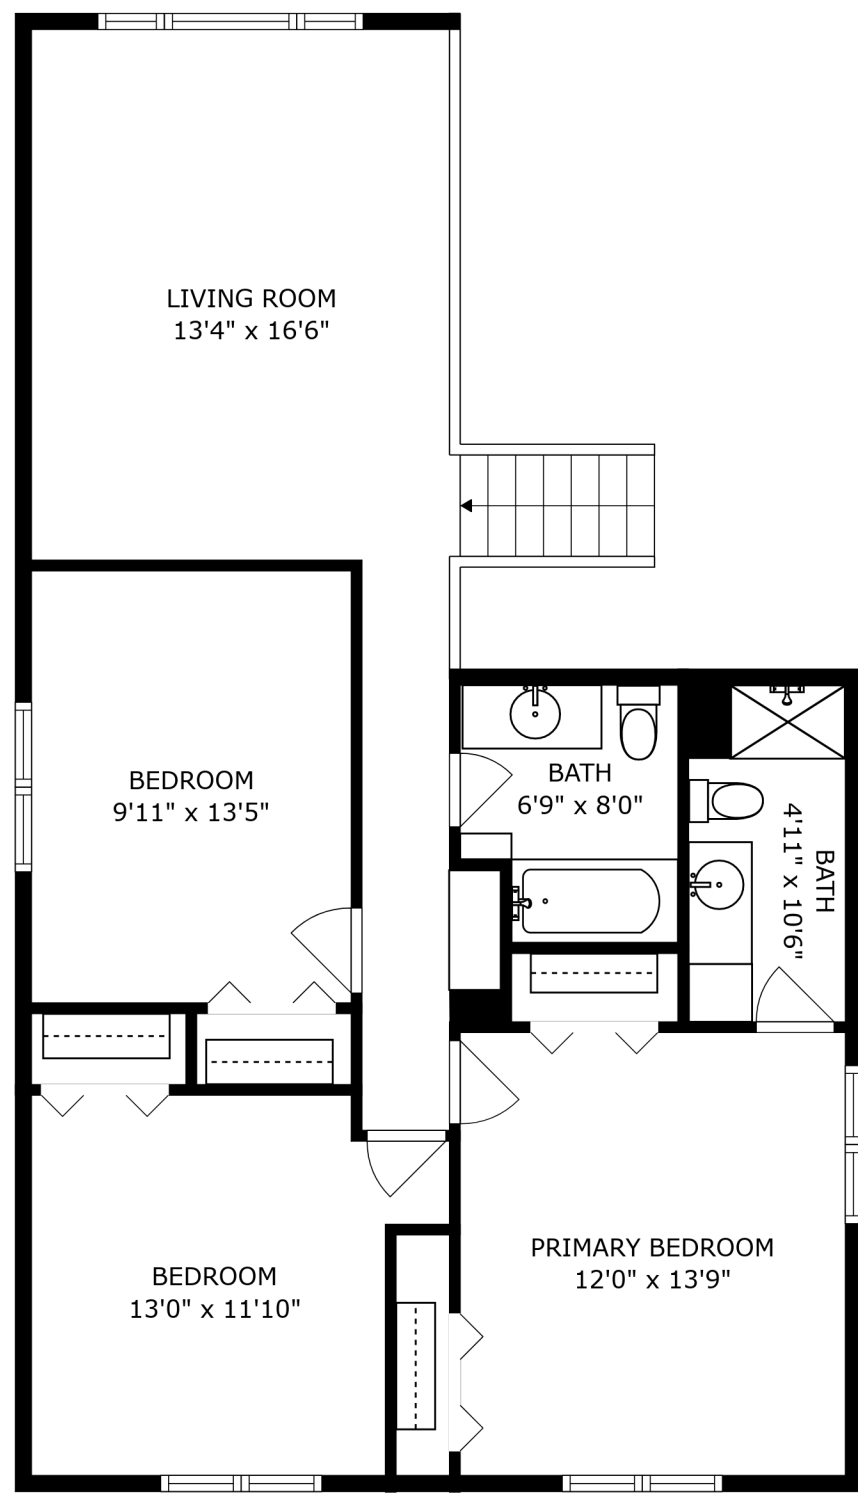 LIVING ROOM
13'4" x 16'6"
BEDROOM
9'11" x 13'5"
BATH
6'9" x 8'0"
BATH
4'11" x 10'6"
PRIMARY BEDROOM
12'0" x 13'9"
BEDROOM
13'0" x 11'10"